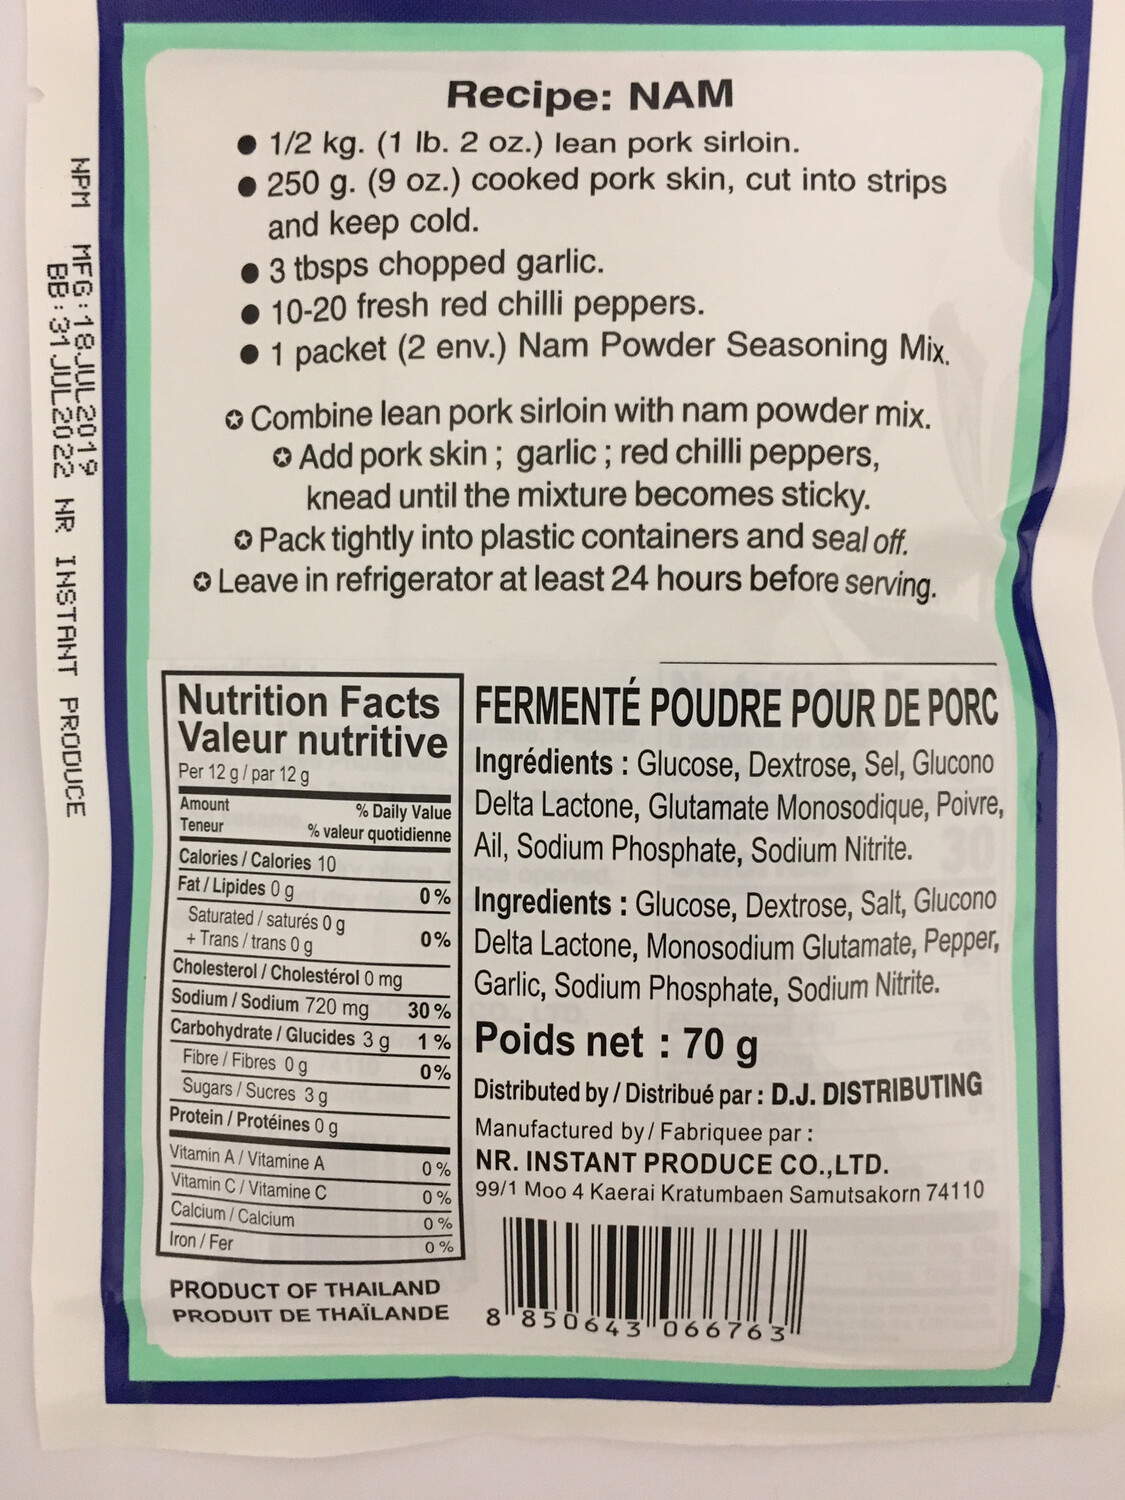 Recipe: NAM
● 1/2 kg. (1 lb. 2 oz.) lean pork sirloin.
● 250 g. (9 oz.) cooked pork skin, cut into strips
and keep cold.
● 3 tbsps chopped garlic.
● 10-20 fresh red chilli peppers.
● 1 packet (2 env.) Nam Powder Seasoning Mix.
✪ Combine lean pork sirloin with nam powder mix.
✪ Add pork skin ; garlic ; red chilli peppers,
knead until the mixture becomes sticky.
✪ Pack tightly into plastic containers and seal off.
✪ Leave in refrigerator at least 24 hours before serving.
NPM MFG:18JUL2019
BB:31JUL2022 NR INSTANT PRODUCE
Nutrition Facts
Valeur nutritive
Per 12 g / par 12 g
Amount % Daily Value
Teneur % valeur quotidienne
Calories / Calories 10
Fat / Lipides 0 g 0 %
Saturated / saturés 0 g
+ Trans / trans 0 g 0%
Cholesterol / Cholestérol 0 mg
Sodium / Sodium 720 mg 30 %
Carbohydrate / Glucides 3 g 1 %
Fibre / Fibres 0 g 0%
Sugars / Sucres 3 g
Protein / Protéines 0 g
Vitamin A / Vitamine A 0 %
Vitamin C / Vitamine C 0 %
Calcium / Calcium 0 %
Iron / Fer 0 %
PRODUCT OF THAILAND
PRODUIT DE THAÏLANDE
FERMENTÉ POUDRE POUR DE PORC
Ingrédients : Glucose, Dextrose, Sel, Glucono
Delta Lactone, Glutamate Monosodique, Poivre,
Ail, Sodium Phosphate, Sodium Nitrite.
Ingredients : Glucose, Dextrose, Salt, Glucono
Delta Lactone, Monosodium Glutamate, Pepper,
Garlic, Sodium Phosphate, Sodium Nitrite.
Poids net : 70 g
Distributed by / Distribué par : D.J. DISTRIBUTING
Manufactured by / Fabriquee par :
NR. INSTANT PRODUCE CO.,LTD.
99/1 Moo 4 Kaerai Kratumbaen Samutsakorn 74110
8 850643 066763